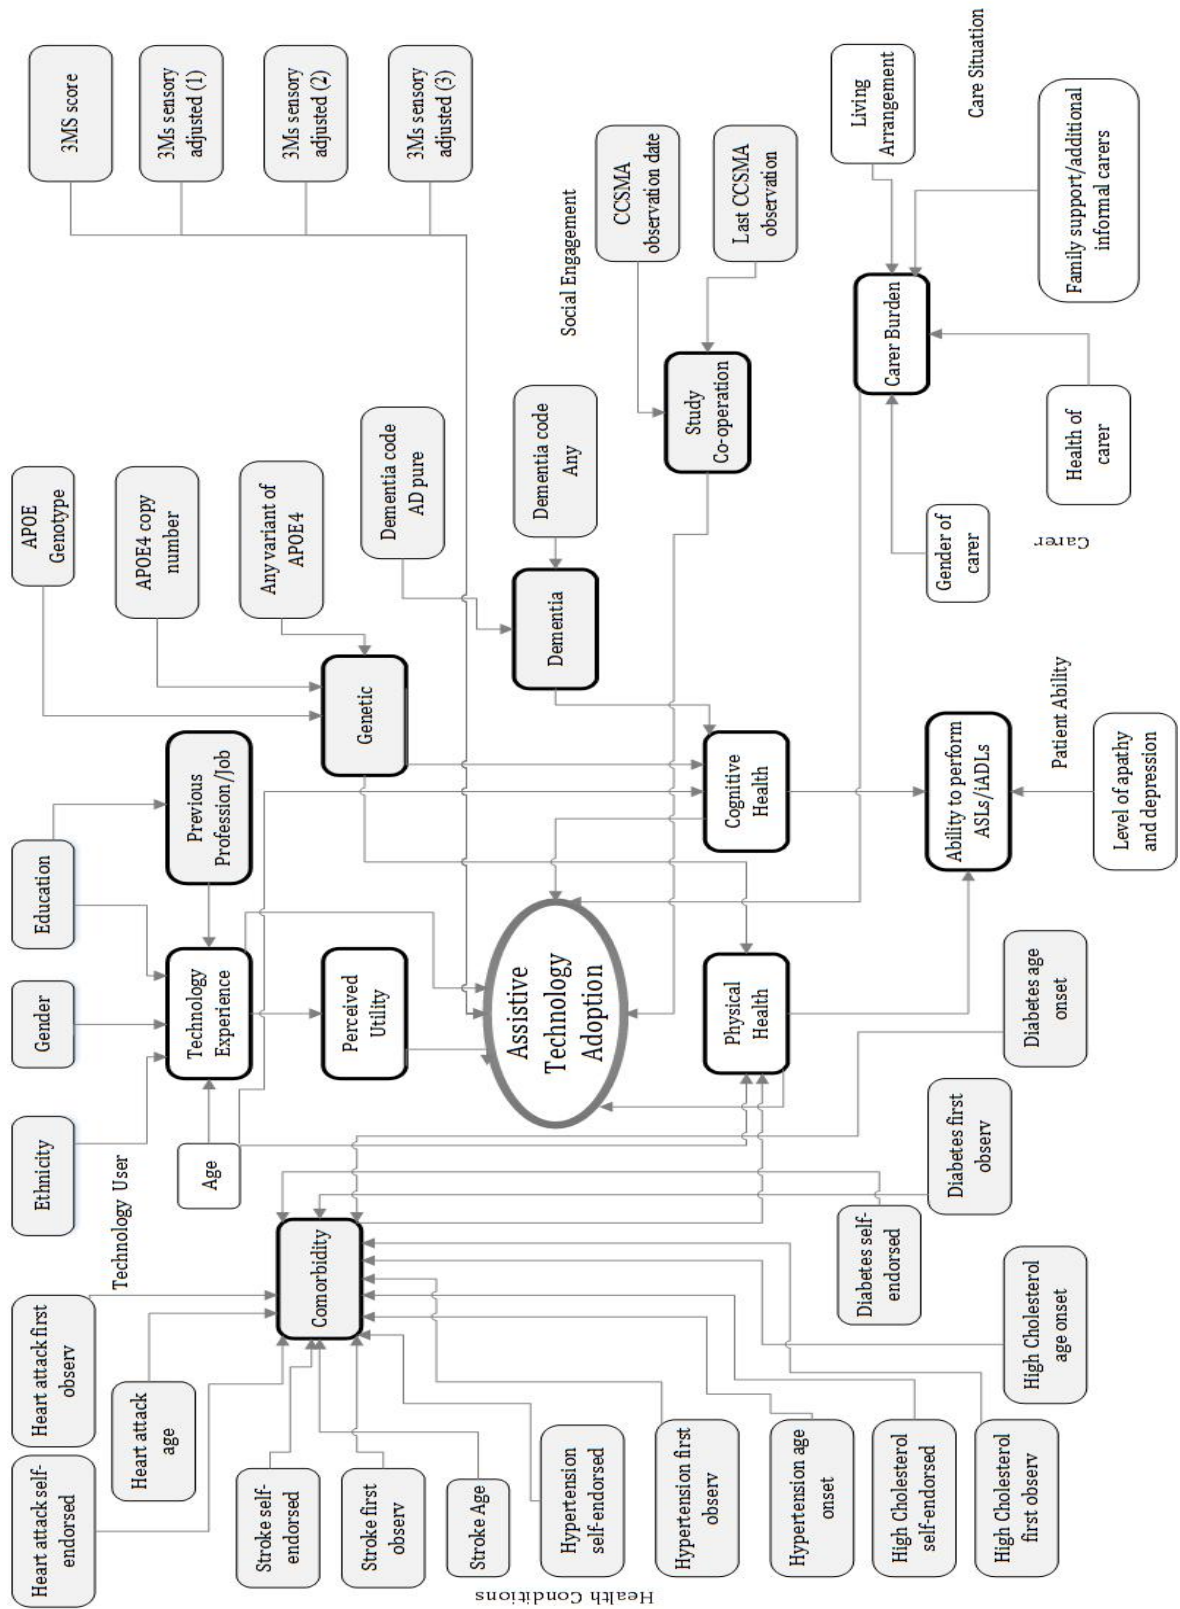 Heart attack self-
endorsed
Heart attack first
observ
Ethnicity
Gender
Education
APOE
Genotype
3MS score
Heart attack
age
Technology User
APOE4 copy
number
3Ms sensory
adjusted (1)
Age
Technology
Experience
Previous
Profession/Job
Any variant of
APOE4
3Ms sensory
adjusted (2)
Stroke self-
endorsed
Comorbidity
Perceived
Utility
Genetic
Dementia code
AD pure
3Ms sensory
adjusted (3)
Stroke first
observ
Stroke Age
Health Conditions
Hypertension
self-endorsed
Assistive
Technology
Adoption
Dementia
Dementia code
Any
Social Engagement
CCSMA
observation date
Hypertension first
observ
Physical
Health
Cognitive
Health
Study
Co-operation
Last CCSMA
observation
Hypertension age
onset
Diabetes self-
endorsed
High Cholesterol
self-endorsed
Diabetes first
observ
Ability to perform
ASLs/iADLs
Gender of
carer
Carer Burden
Living
Arrangement
High Cholesterol
first observ
High Cholesterol
age onset
Diabetes age
onset
Patient Ability
Level of apathy
and depression
Carer
Health of
carer
Care Situation
Family support/additional
informal carers